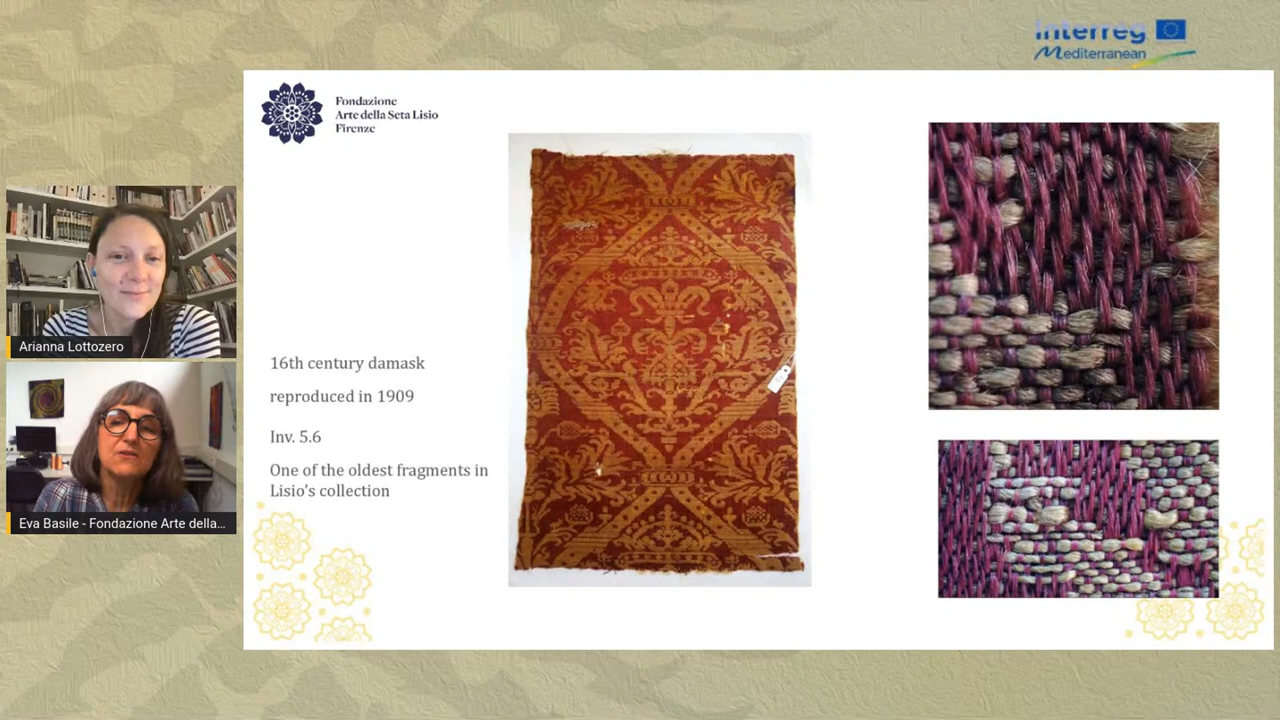 Interreg
Mediterranean
Fondazione
Arte della Seta Lisio
Firenze
Arianna Lottozero
Eva Basile - Fondazione Arte della...
16th century damask
reproduced in 1909
Inv. 5.6
One of the oldest fragments in
Lisio's collection